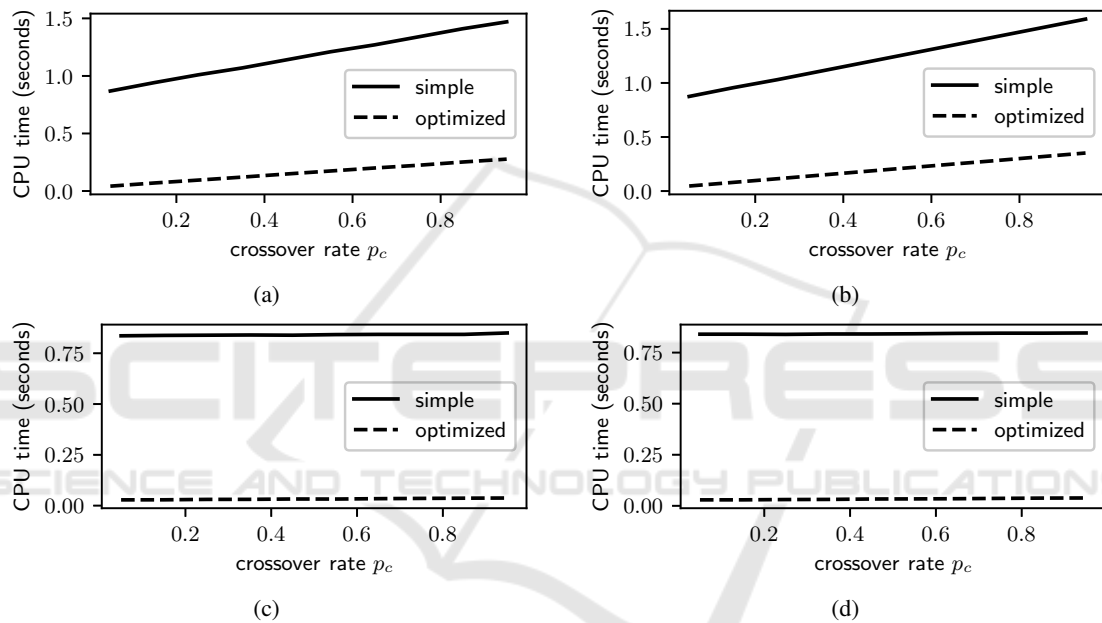 1.5
1.0
0.5
0.0
CPU time (seconds)
simple
optimized
0.2 0.4 0.6 0.8
crossover rate p_c
(a)
1.5
1.0
0.5
0.0
CPU time (seconds)
simple
optimized
0.2 0.4 0.6 0.8
crossover rate p_c
(b)
0.75
0.50
0.25
0.00
CPU time (seconds)
simple
optimized
0.2 0.4 0.6 0.8
crossover rate p_c
(c)
0.75
0.50
0.25
0.00
CPU time (seconds)
simple
optimized
0.2 0.4 0.6 0.8
crossover rate p_c
(d)
SCITEPRESS
SCIENCE AND TECHNOLOGY PUBLICATIONS